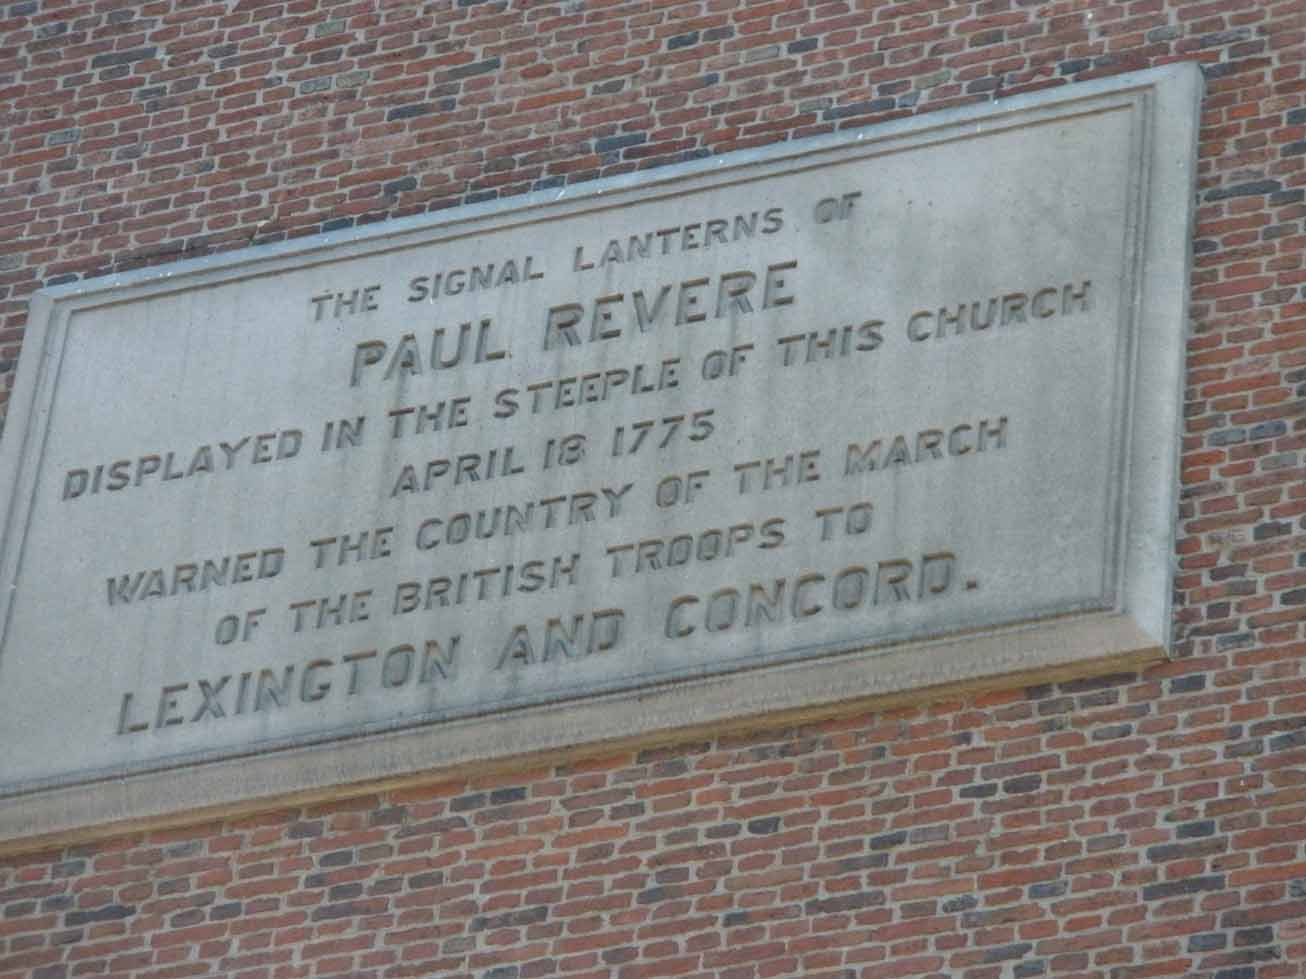 THE SIGNAL LANTERNS OF
PAUL REVERE
DISPLAYED IN THE STEEPLE OF THIS CHURCH
APRIL 18 1775
WARNED THE COUNTRY OF THE MARCH
OF THE BRITISH TROOPS TO
LEXINGTON AND CONCORD.